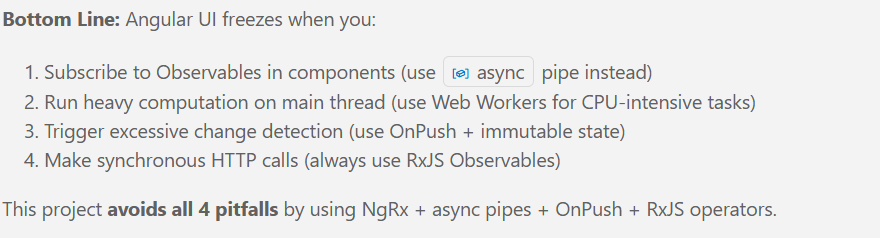 Bottom Line: Angular UI freezes when you:
1. Subscribe to Observables in components (use async pipe instead)
2. Run heavy computation on main thread (use Web Workers for CPU-intensive tasks)
3. Trigger excessive change detection (use OnPush + immutable state)
4. Make synchronous HTTP calls (always use RxJS Observables)
This project avoids all 4 pitfalls by using NgRx + async pipes + OnPush + RxJS operators.